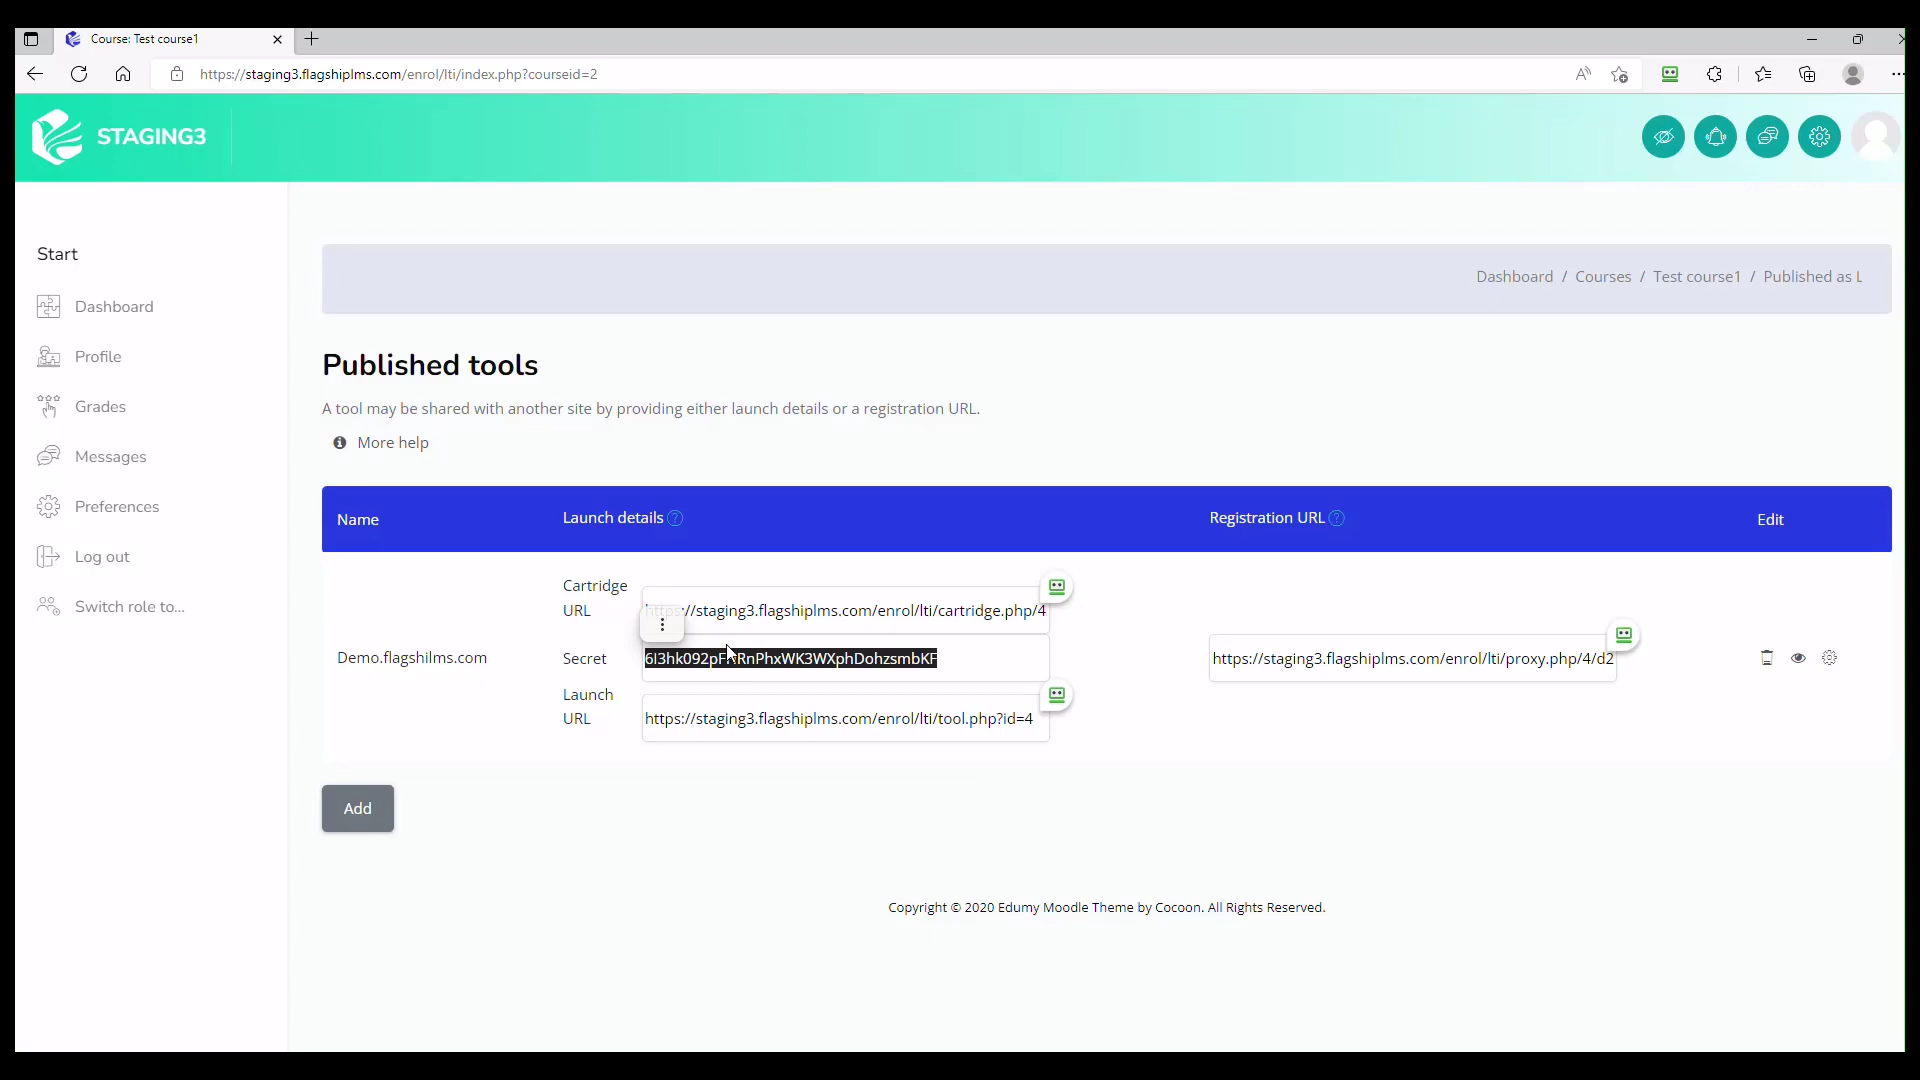 Course: Test course1
https://staging3.flagshiplms.com/enrol/lti/index.php?courseid=2
STAGING3
Start
Dashboard
Profile
Grades
Messages
Preferences
Log out
Switch role to...
Dashboard / Courses / Test course1 / Published as L
Published tools
A tool may be shared with another site by providing either launch details or a registration URL.
More help
Name Launch details Registration URL Edit
Demo.flagshilms.com
Cartridge URL
https://staging3.flagshiplms.com/enrol/lti/cartridge.php/4
Secret
Launch URL
https://staging3.flagshiplms.com/enrol/lti/tool.php?id=4
https://staging3.flagshiplms.com/enrol/lti/proxy.php/4/d2
Add
Copyright © 2020 Edumy Moodle Theme by Cocoon. All Rights Reserved.